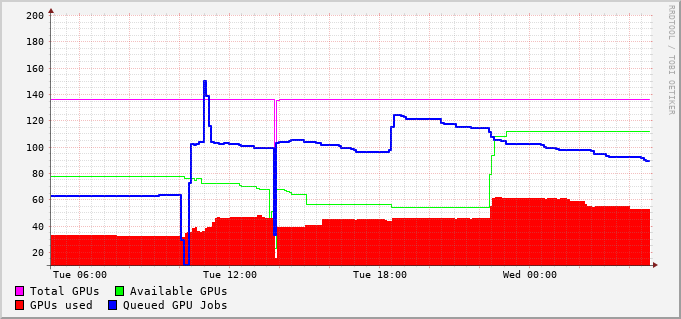 200
180
160
140
120
100
80
60
40
20
Tue 06:00 Tue 12:00 Tue 18:00 Wed 00:00
Total GPUs Available GPUs
GPUs used Queued GPU Jobs
RRDTOOL / TOBI OETIKER